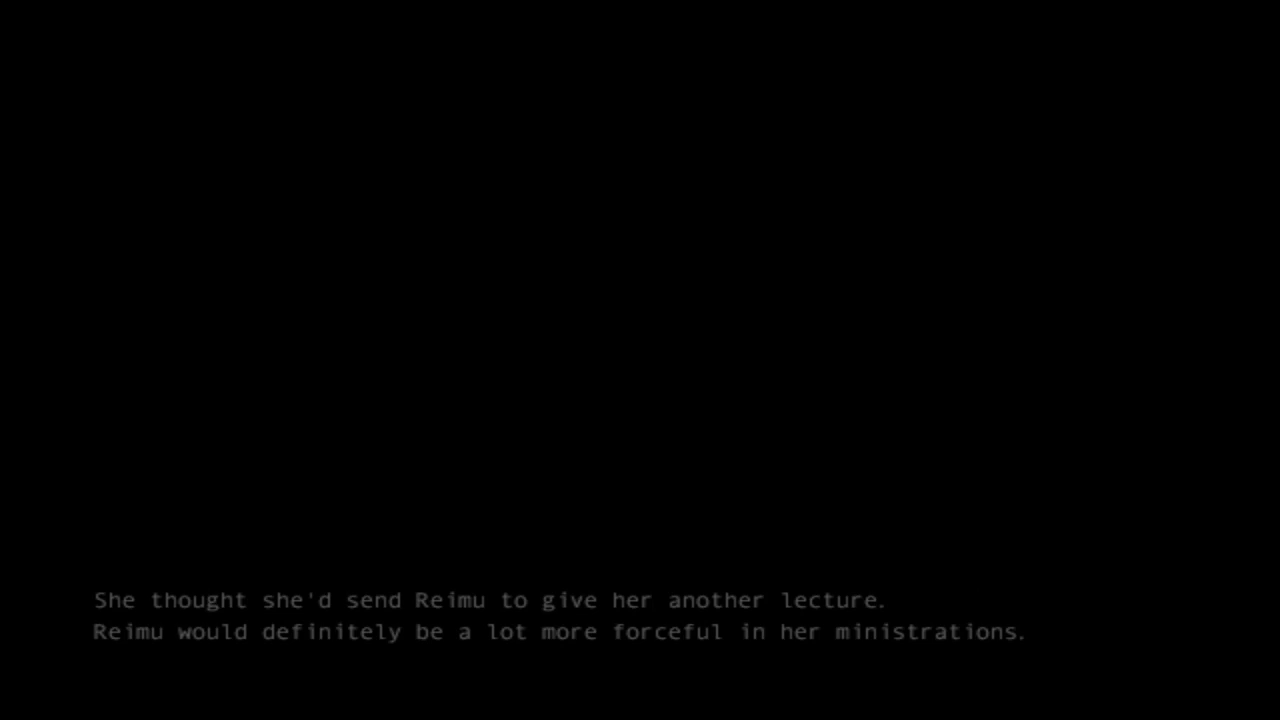 She thought she'd send Reimu to give her another lecture.
Reimu would definitely be a lot more forceful in her ministrations.